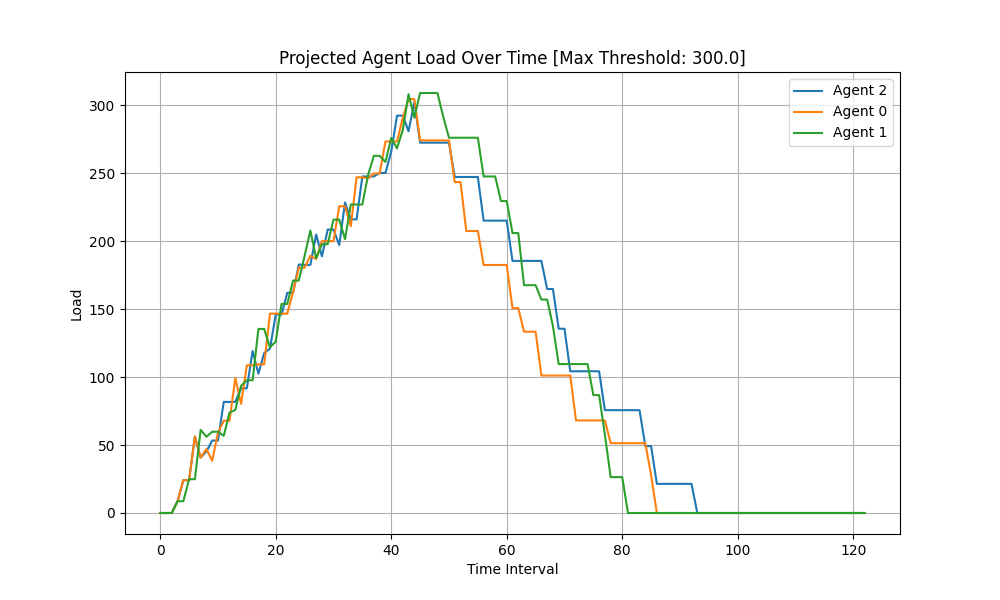 Projected Agent Load Over Time [Max Threshold: 300.0]
Agent 2
Agent 0
Agent 1
Load
300
250
200
150
100
50
0
0 20 40 60 80 100 120
Time Interval